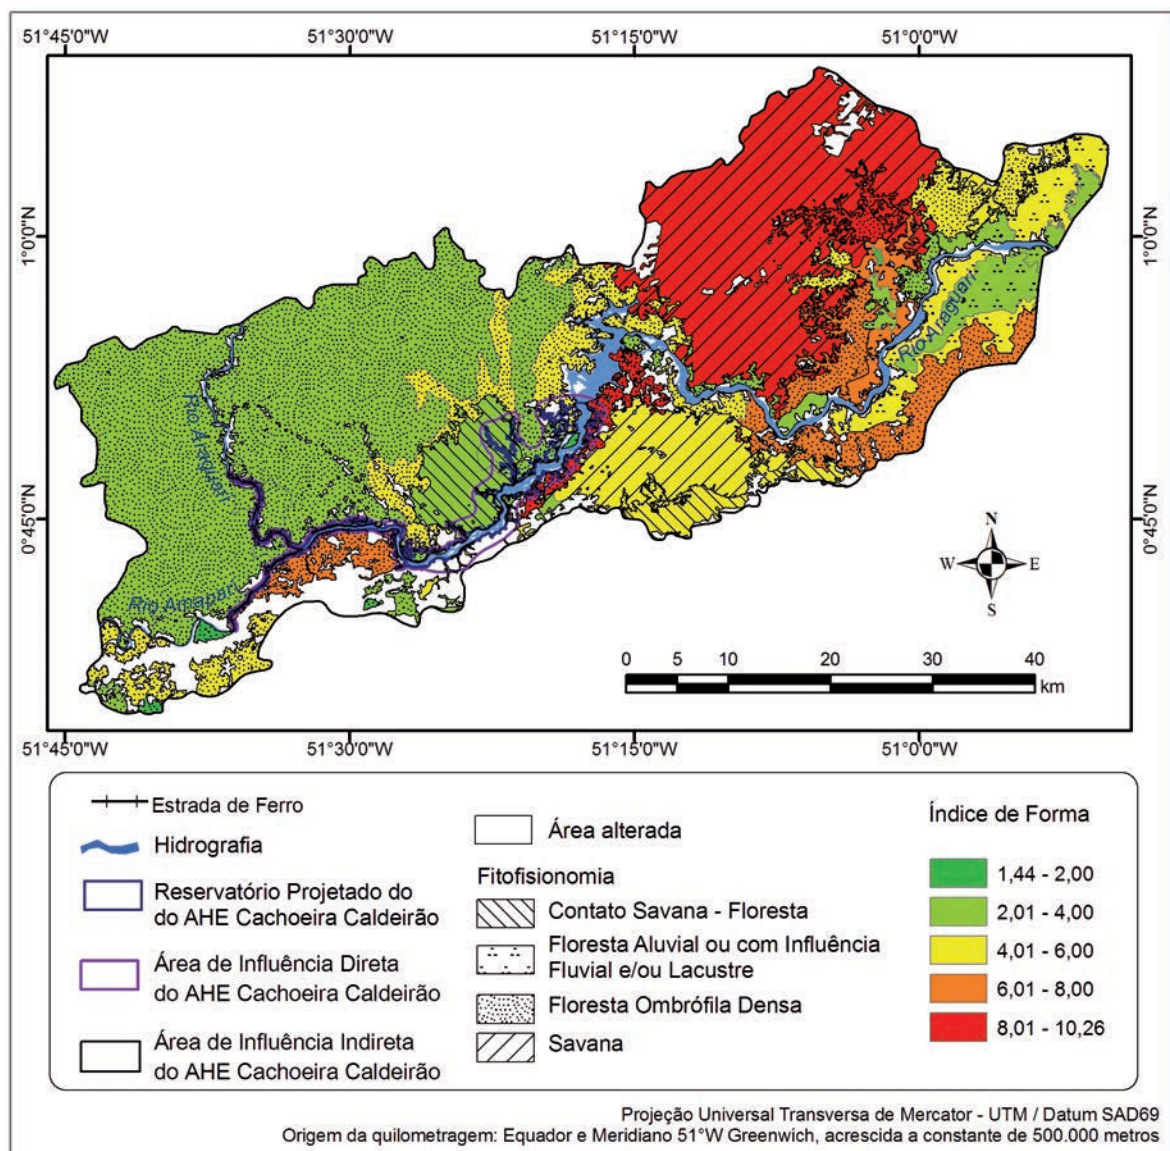 51°45'0"W 51°30'0"W 51°15'0"W 51°0'0"W
1°0'0"N 1°0'0"N
Rio Araguari
Rio Araguari
0°45'0"N 0°45'0"N
Rio Amapari
N
W E
S
0 5 10 20 30 40
km
51°45'0"W 51°30'0"W 51°15'0"W 51°0'0"W
Estrada de Ferro
Hidrografia
Reservatório Projetado do
do AHE Cachoeira Caldeirão
Área de Influência Direta
do AHE Cachoeira Caldeirão
Área de Influência Indireta
do AHE Cachoeira Caldeirão
Área alterada
Fitofisionomia
Contato Savana - Floresta
Floresta Aluvial ou com Influência
Fluvial e/ou Lacustre
Floresta Ombrófila Densa
Savana
Índice de Forma
1,44 - 2,00
2,01 - 4,00
4,01 - 6,00
6,01 - 8,00
8,01 - 10,26
Projeção Universal Transversa de Mercator - UTM / Datum SAD69
Origem da quilometragem: Equador e Meridiano 51°W Greenwich, acrescida a constante de 500.000 metros